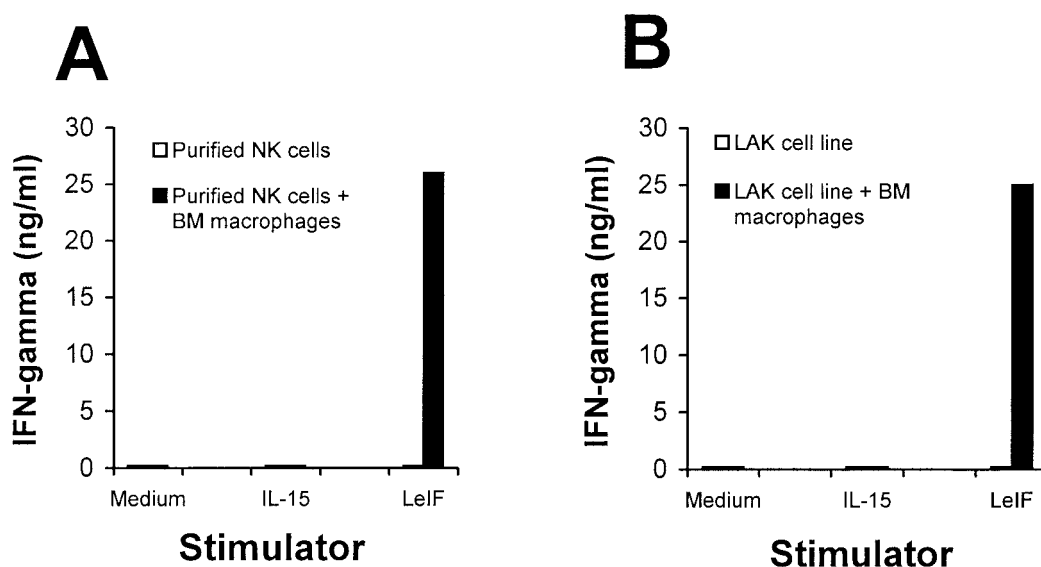 A
IFN-gamma (ng/ml)
30
25
20
15
10
5
0
Purified NK cells
Purified NK cells +
BM macrophages
Medium
IL-15
LeIF
Stimulator
B
IFN-gamma (ng/ml)
30
25
20
15
10
5
0
LAK cell line
LAK cell line + BM
macrophages
Medium
IL-15
LeIF
Stimulator